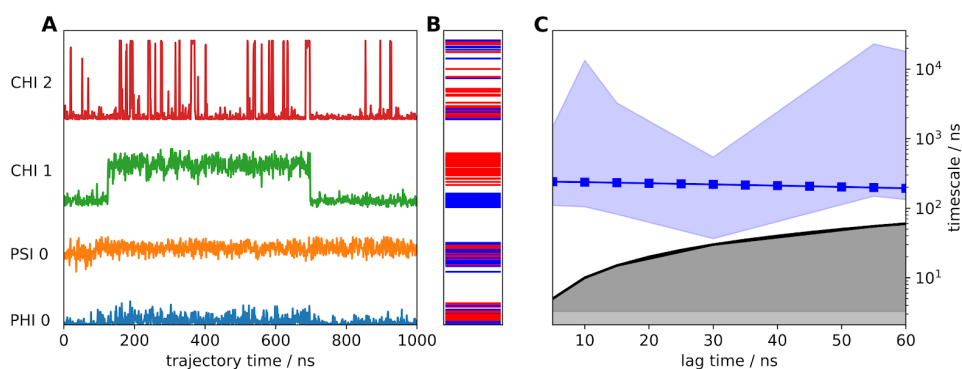 A
B
C
CHI 2
CHI 1
PSI 0
PHI 0
0 200 400 600 800 1000
trajectory time / ns
10 20 30 40 50 60
lag time / ns
10⁴
10³
10²
10¹
timescale / ns